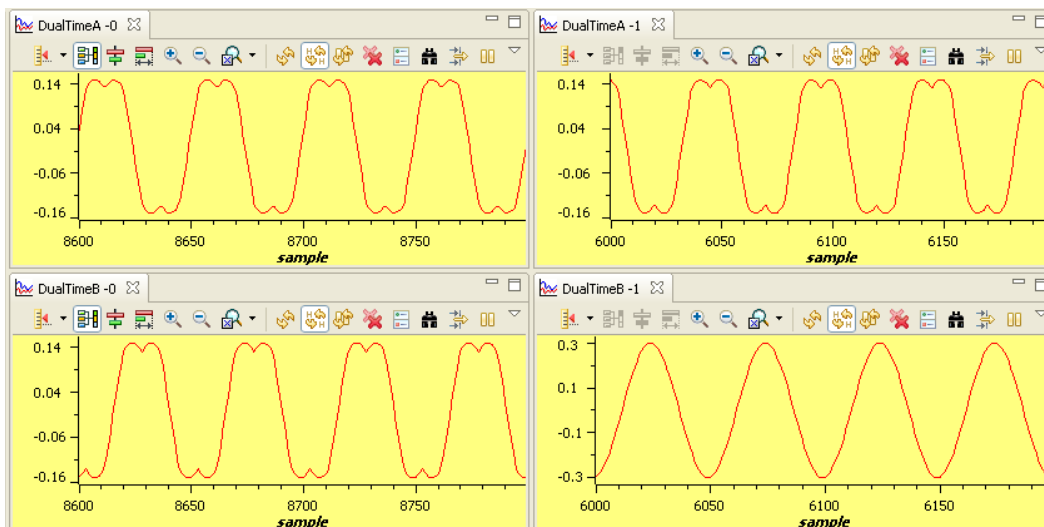 DualTimeA -0
0.14
0.04
-0.06
-0.16
8600 8650 8700 8750
sample
DualTimeA -1
0.14
0.04
-0.06
-0.16
6000 6050 6100 6150
sample
DualTimeB -0
0.14
0.04
-0.06
-0.16
8600 8650 8700 8750
sample
DualTimeB -1
0.3
0.1
-0.1
-0.3
6000 6050 6100 6150
sample